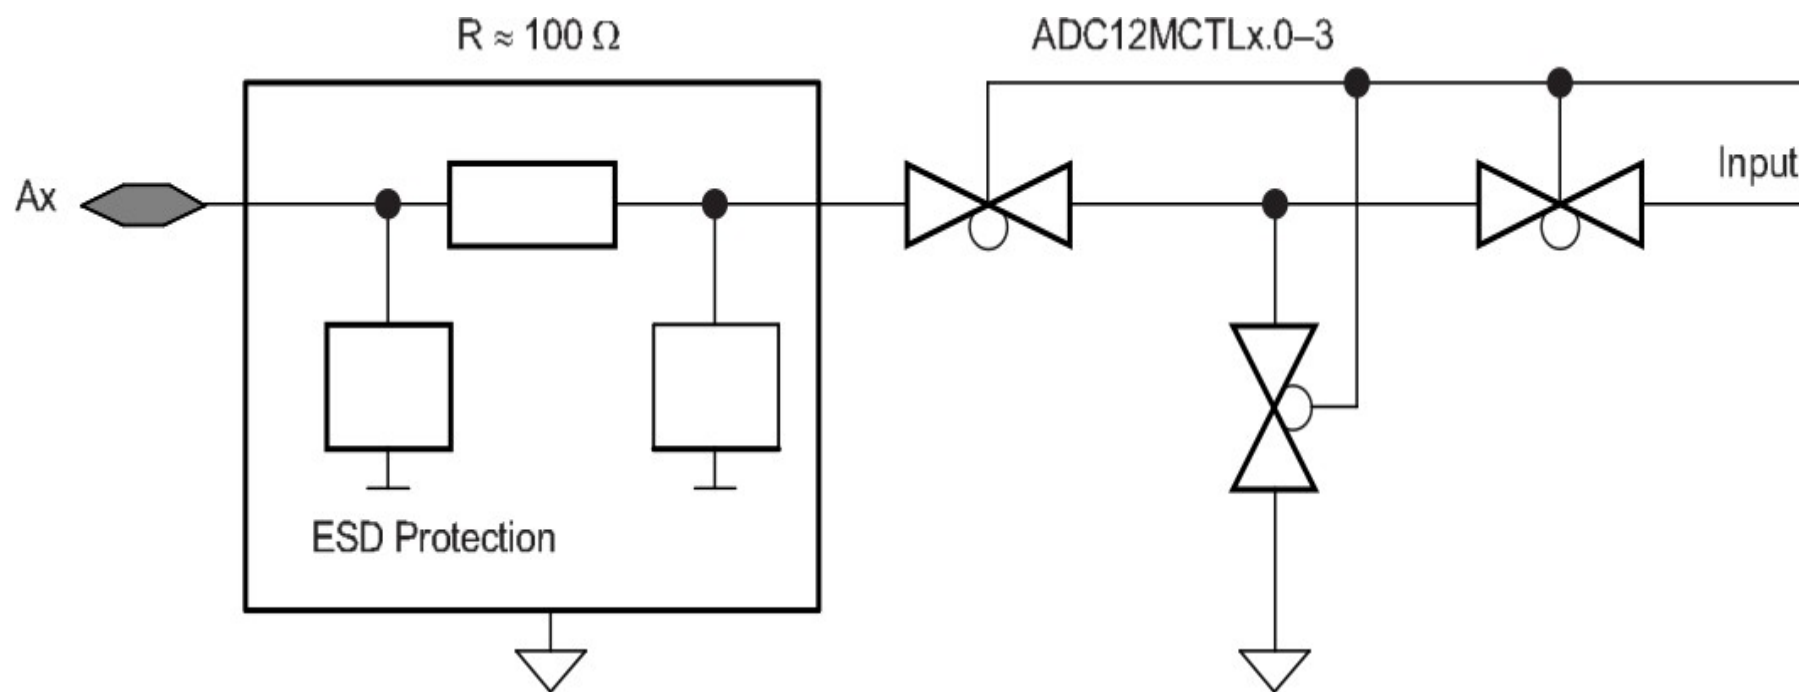 R ≈ 100 Ω
ADC12MCTLx.0–3
Ax
Input
ESD Protection